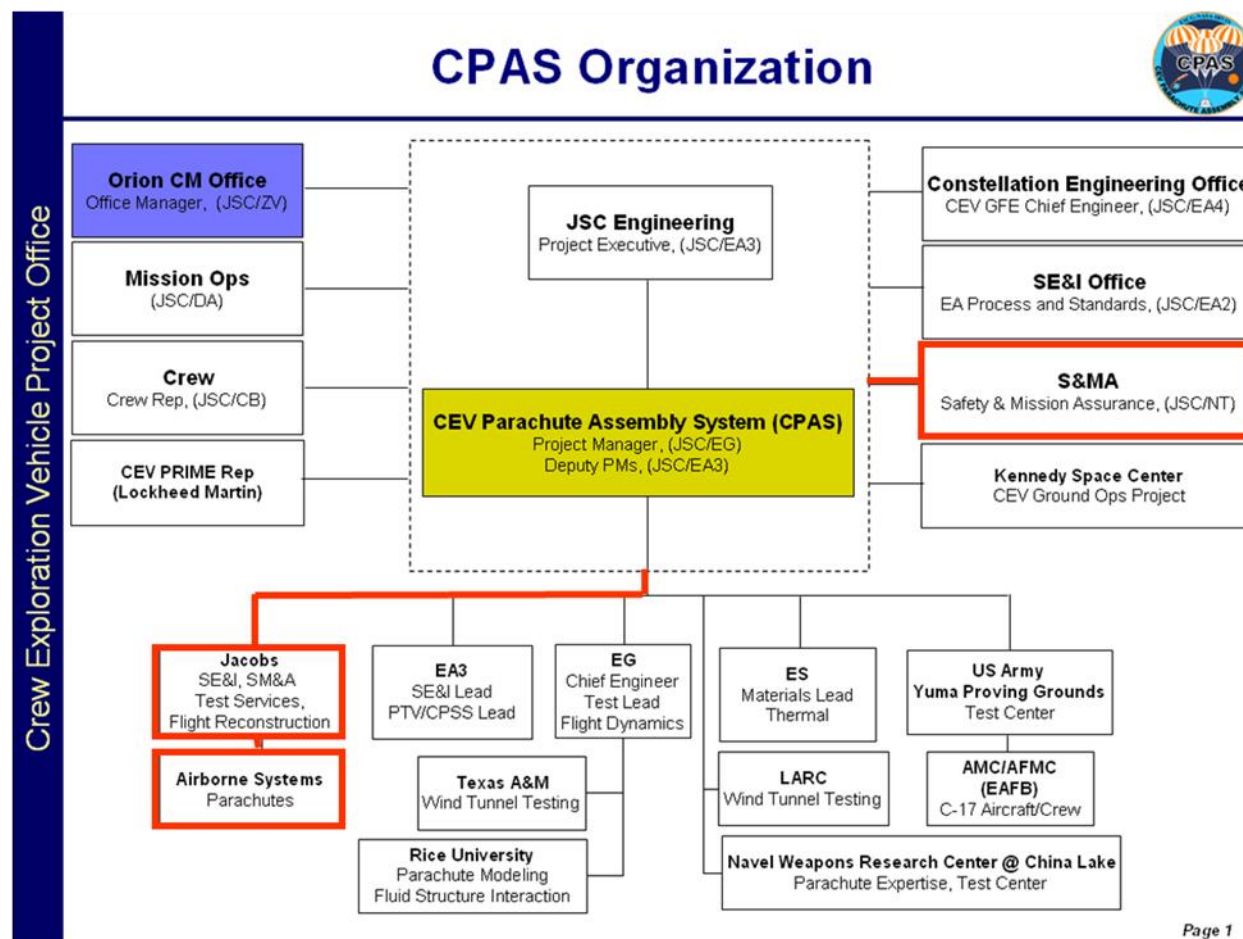 CPAS Organization
CPAS
Crew Exploration Vehicle Project Office
Orion CM Office
Office Manager, (JSC/ZV)
Mission Ops
(JSC/DA)
Crew
Crew Rep, (JSC/CB)
CEV PRIME Rep
(Lockheed Martin)
JSC Engineering
Project Executive, (JSC/EA3)
CEV Parachute Assembly System (CPAS)
Project Manager, (JSC/EG)
Deputy PMs, (JSC/EA3)
Constellation Engineering Office
CEV GFE Chief Engineer, (JSC/EA4)
SE&I Office
EA Process and Standards, (JSC/EA2)
S&MA
Safety & Mission Assurance, (JSC/NT)
Kennedy Space Center
CEV Ground Ops Project
Jacobs
SE&I, SM&A
Test Services,
Flight Reconstruction
Airborne Systems
Parachutes
EA3
SE&I Lead
PTV/CPSS Lead
EG
Chief Engineer
Test Lead
Flight Dynamics
Texas A&M
Wind Tunnel Testing
Rice University
Parachute Modeling
Fluid Structure Interaction
ES
Materials Lead
Thermal
LARC
Wind Tunnel Testing
Navel Weapons Research Center @ China Lake
Parachute Expertise, Test Center
US Army
Yuma Proving Grounds
Test Center
AMC/AFMC
(EAFB)
C-17 Aircraft/Crew
Page 1